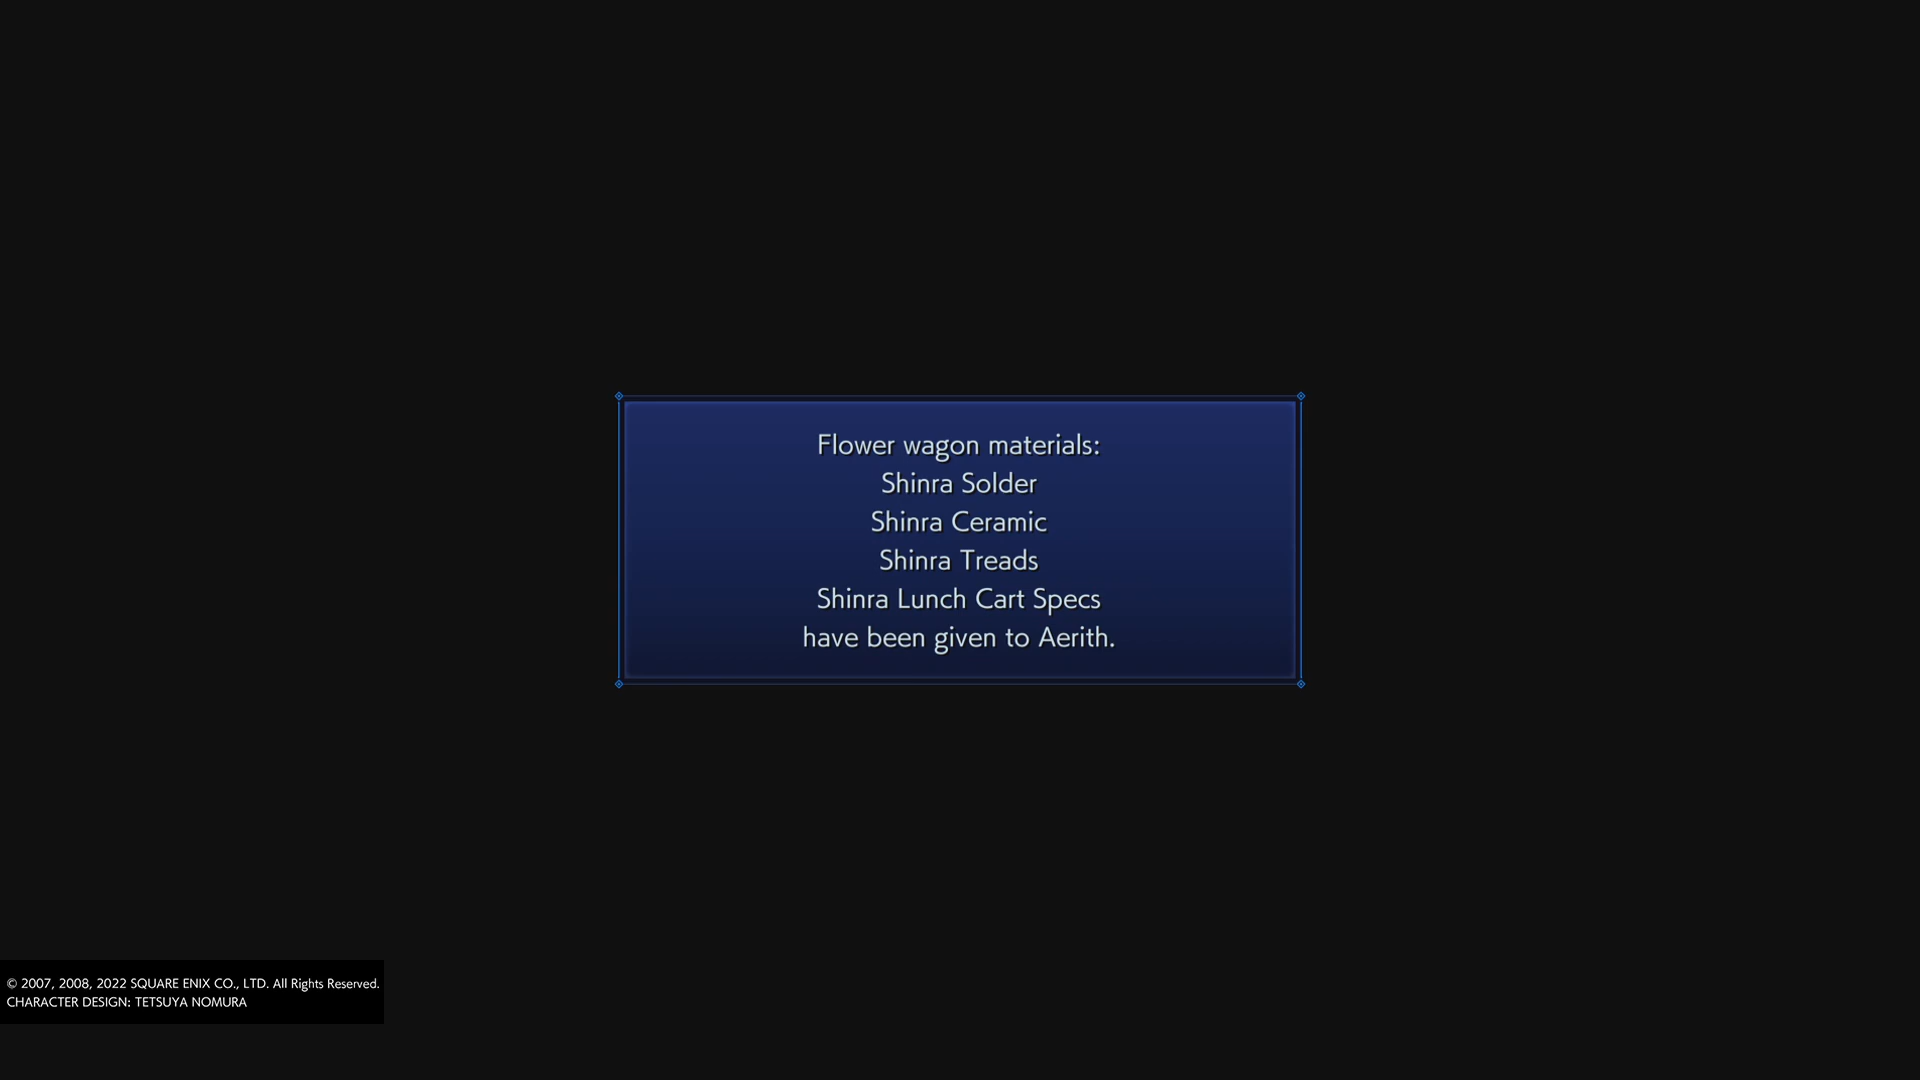 Flower wagon materials:
Shinra Solder
Shinra Ceramic
Shinra Treads
Shinra Lunch Cart Specs
have been given to Aerith.
© 2007, 2008, 2022 SQUARE ENIX CO., LTD. All Rights Reserved.
CHARACTER DESIGN: TETSUYA NOMURA